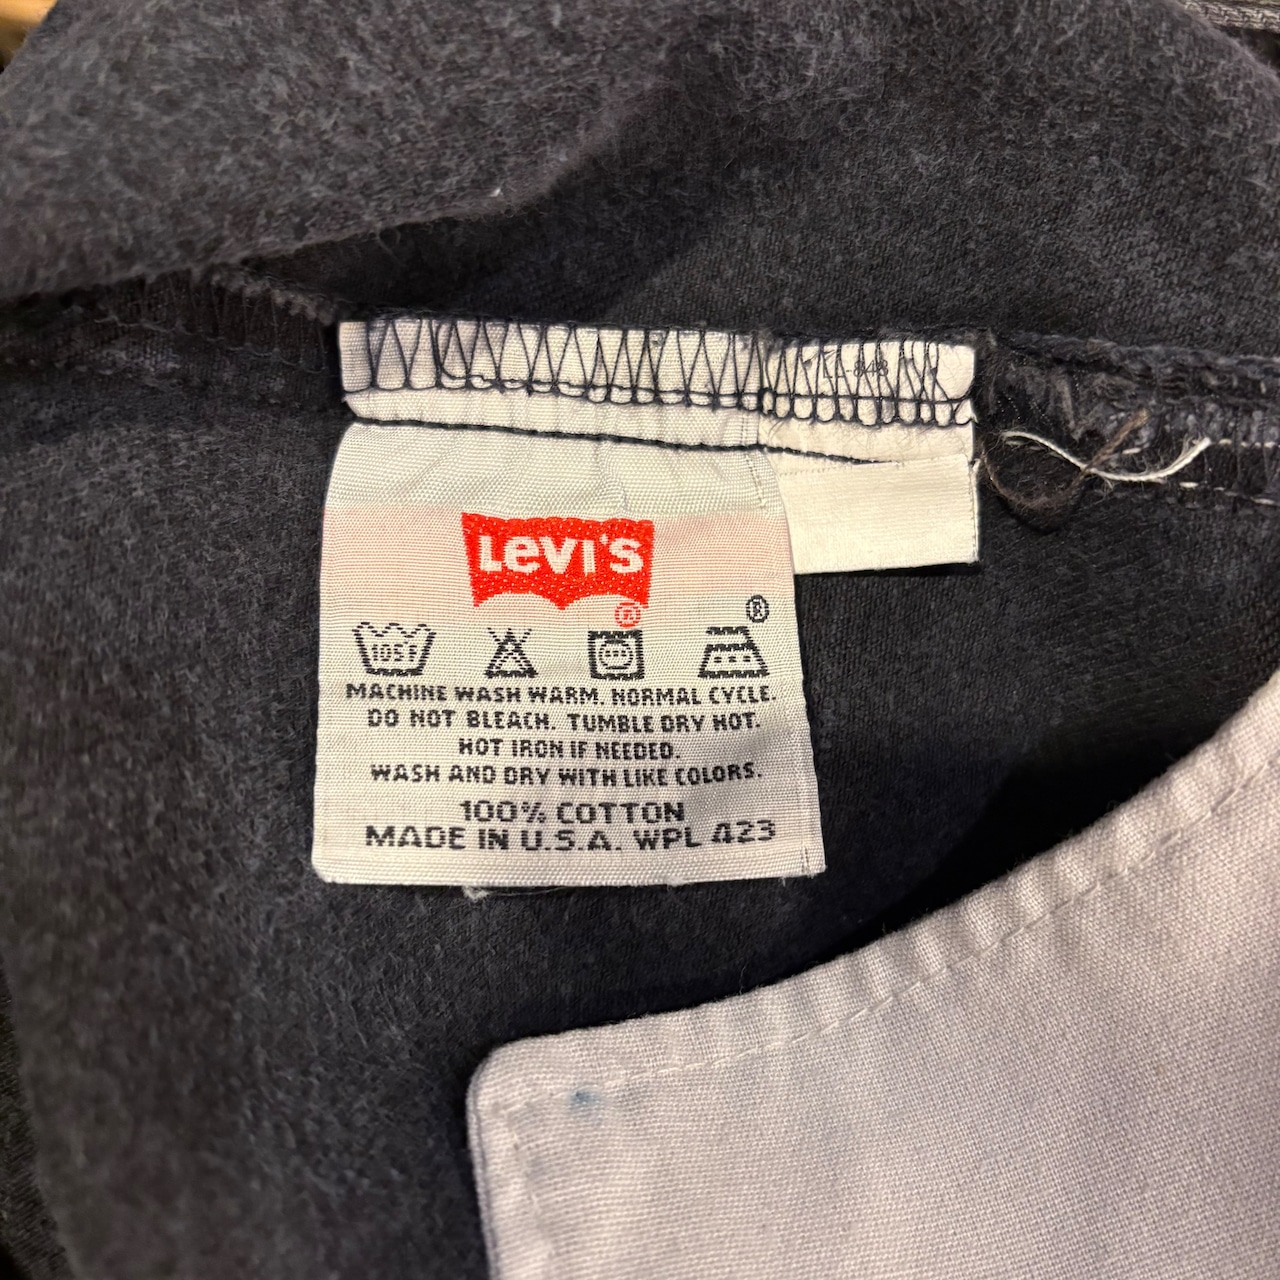 LEVI'S
®
®
105 F
MACHINE WASH WARM. NORMAL CYCLE.
DO NOT BLEACH. TUMBLE DRY HOT.
HOT IRON IF NEEDED.
WASH AND DRY WITH LIKE COLORS.
100% COTTON
MADE IN U.S.A. WPL 423